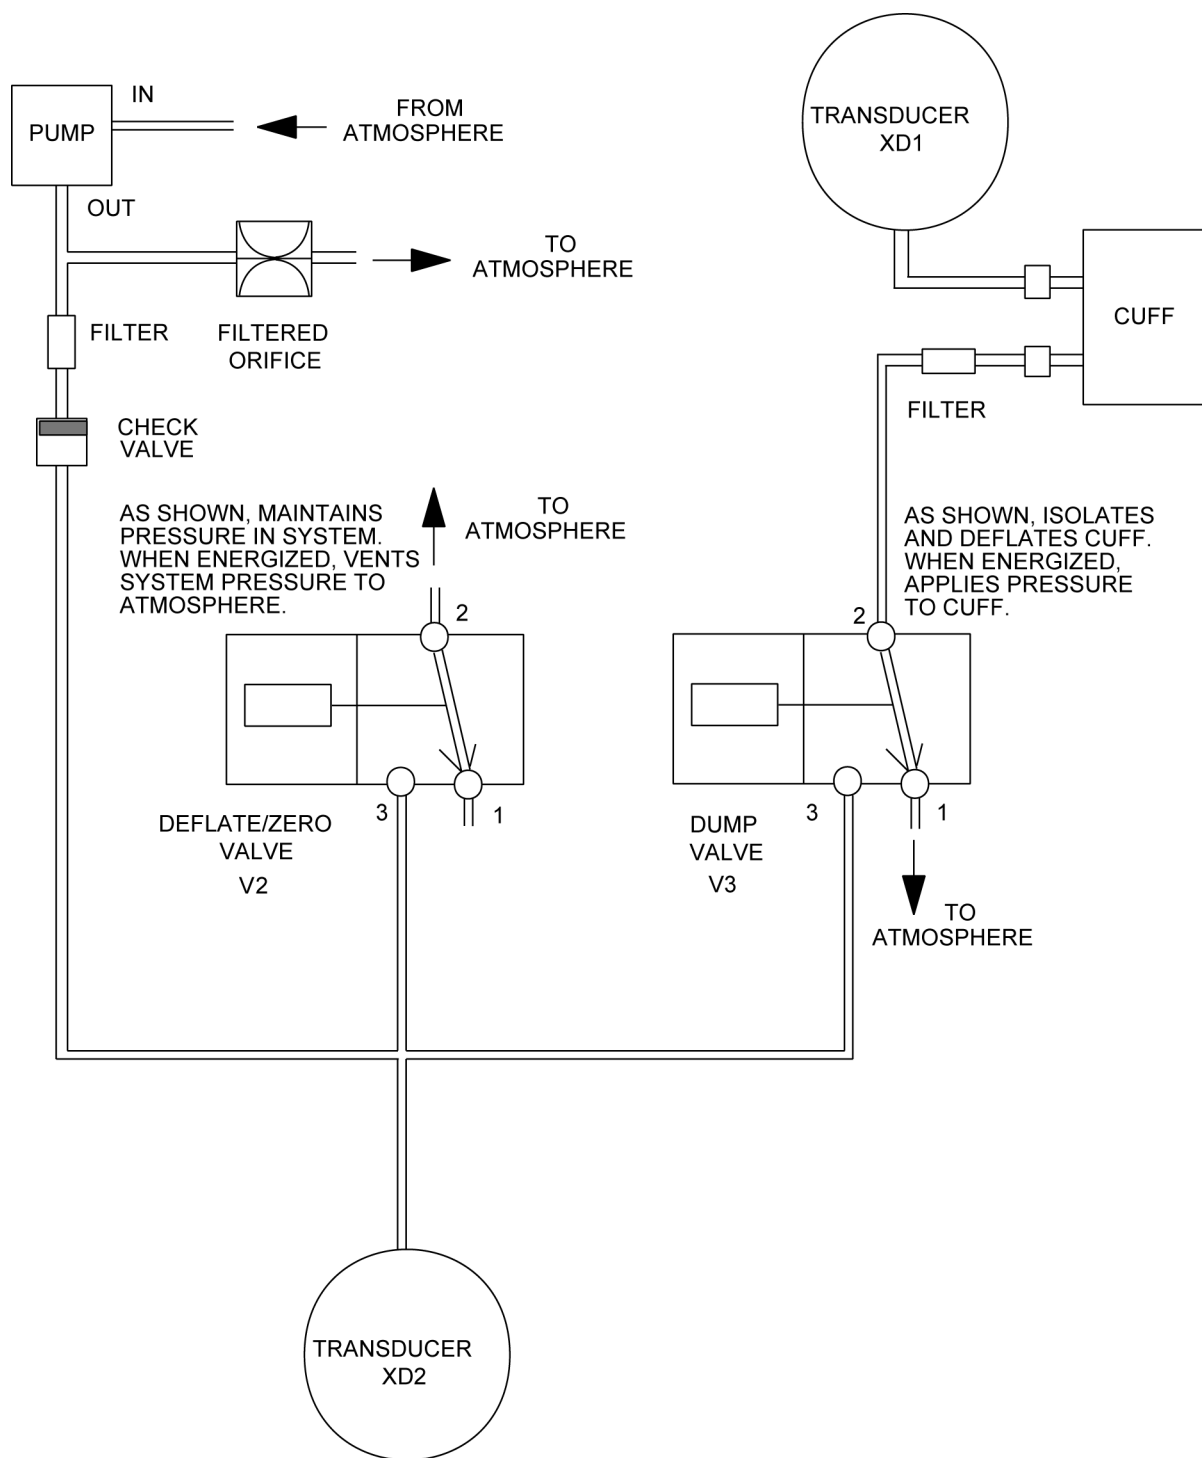 IN
PUMP
FROM
ATMOSPHERE
OUT
TO
ATMOSPHERE
FILTER
FILTERED
ORIFICE
CHECK
VALVE
TRANSDUCER
XD1
CUFF
FILTER
AS SHOWN, MAINTAINS
PRESSURE IN SYSTEM.
WHEN ENERGIZED, VENTS
SYSTEM PRESSURE TO
ATMOSPHERE.
TO
ATMOSPHERE
AS SHOWN, ISOLATES
AND DEFLATES CUFF.
WHEN ENERGIZED,
APPLIES PRESSURE
TO CUFF.
2
3
1
DEFLATE/ZERO
VALVE
V2
2
3
1
DUMP
VALVE
V3
TO
ATMOSPHERE
TRANSDUCER
XD2